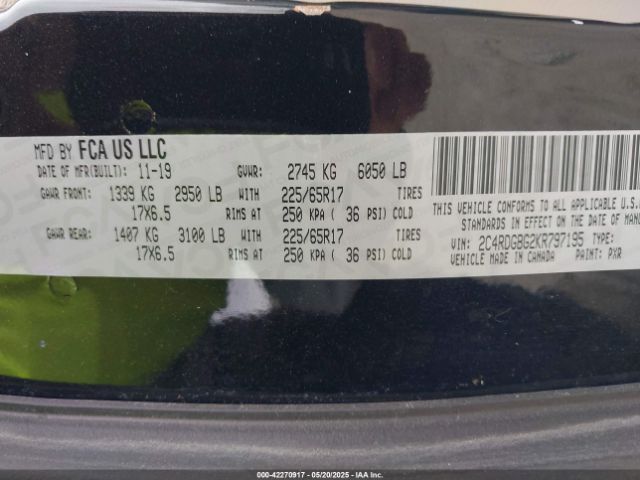 MFD BY FCA US LLC
DATE OF MFR(BUILT): 11-19 GVWR: 2745 KG 6050 LB
GAWR FRONT: 1339 KG 2950 LB WITH 225/65R17 TIRES
17X6.5 RIMS AT 250 KPA ( 36 PSI) COLD
GAWR REAR: 1407 KG 3100 LB WITH 225/65R17 TIRES
17X6.5 RIMS AT 250 KPA ( 36 PSI) COLD
THIS VEHICLE CONFORMS TO ALL APPLICABLE U.S.
STANDARDS IN EFFECT ON THE DATE OF MANU
VIN: 2C4RDGBG2KR797195 TYPE:
VEHICLE MADE IN CANADA PAINT: PXR
00-42270917 - 05/20/2025 - IAAI.COM